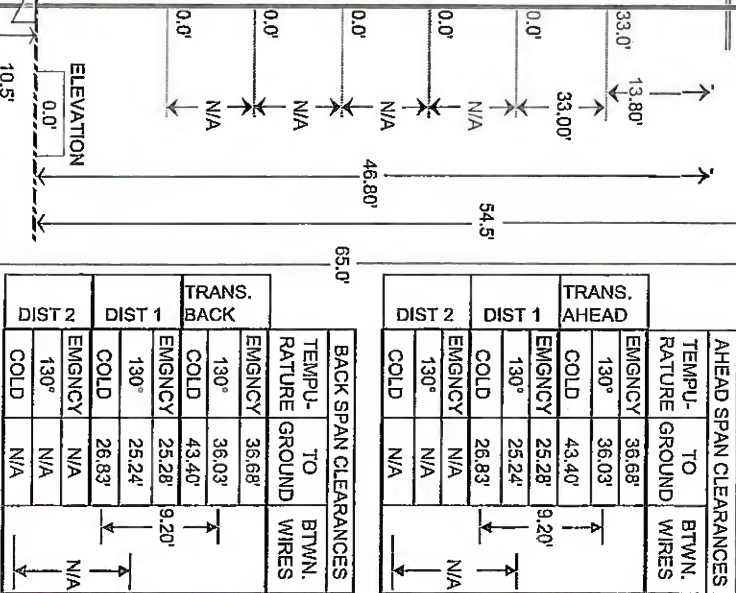 33.0'
0.0'
0.0'
0.0'
0.0'
13.80'
33.00'
N/A
N/A
N/A
N/A
46.80'
54.5'
65.0'
ELEVATION
0.0'
10.5'
AHEAD SPAN CLEARANCES
TEMPU-RATURE TO GROUND BTWN. WIRES
TRANS. AHEAD EMGNCY 36.68'
130° 36.03'
COLD 43.40'
DIST 1 EMGNCY 25.28'
130° 25.24'
COLD 26.83'
9.20'
DIST 2 EMGNCY N/A
130° N/A
COLD N/A
N/A
BACK SPAN CLEARANCES
TEMPU-RATURE TO GROUND BTWN. WIRES
TRANS. BACK EMGNCY 36.68'
130° 36.03'
COLD 43.40'
DIST 1 EMGNCY 25.28'
130° 25.24'
COLD 26.83'
9.20'
DIST 2 EMGNCY N/A
130° N/A
COLD N/A
N/A